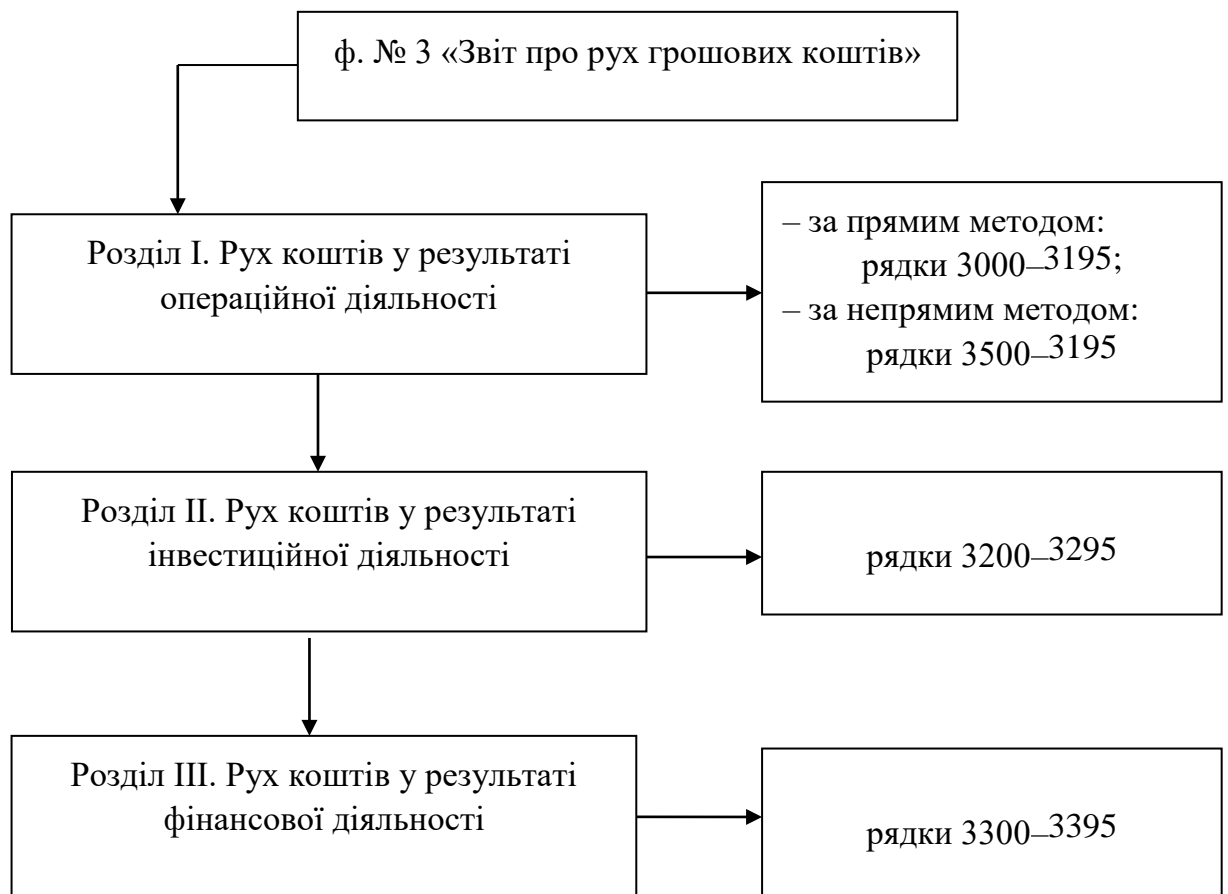 ф. № 3 «Звіт про рух грошових коштів»
Розділ І. Рух коштів у результаті
операційної діяльності
– за прямим методом:
рядки 3000–3195;
– за непрямим методом:
рядки 3500–3195
Розділ ІІ. Рух коштів у результаті
інвестиційної діяльності
рядки 3200–3295
Розділ ІІІ. Рух коштів у результаті
фінансової діяльності
рядки 3300–3395